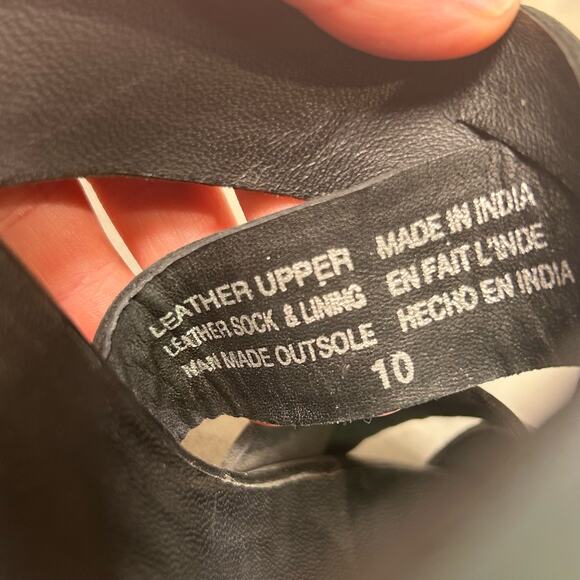 LEATHER UPPER
LEATHER SOCK & LINING
MAN MADE OUTSOLE
MADE IN INDIA
EN FAIT L'INDE
HECHO EN INDIA
10